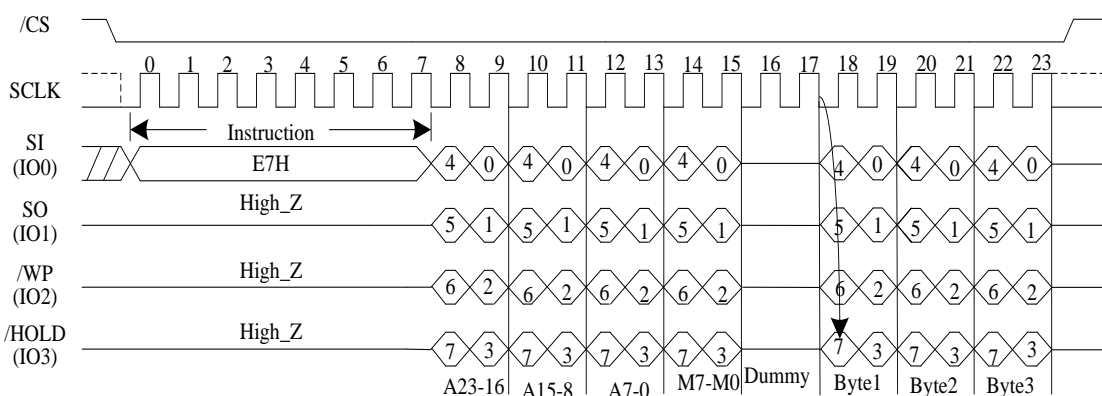 /CS
0 1 2 3 4 5 6 7 8 9 10 11 12 13 14 15 16 17 18 19 20 21 22 23
SCLK
Instruction
SI
(IO0)
E7H
4 0 4 0 4 0 4 0 4 0 4 0 4 0
High_Z
SO
(IO1)
5 1 5 1 5 1 5 1 5 1 5 1 5 1
High_Z
/WP
(IO2)
6 2 6 2 6 2 6 2 6 2 6 2 6 2
High_Z
/HOLD
(IO3)
7 3 7 3 7 3 7 3 7 3 7 3 7 3
A23-16 A15-8 A7-0 M7-M0 Dummy Byte1 Byte2 Byte3